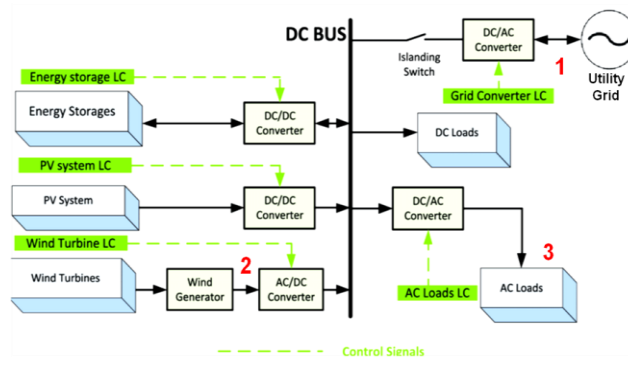 DC BUS
DC/AC
Converter
Islanding
Switch
1
Utility
Grid
Grid Converter LC
Energy storage LC
Energy Storages
DC/DC
Converter
DC Loads
PV system LC
PV System
DC/DC
Converter
DC/AC
Converter
Wind Turbine LC
Wind Turbines
Wind
Generator
2
AC/DC
Converter
3
AC Loads LC
AC Loads
Control Sienals